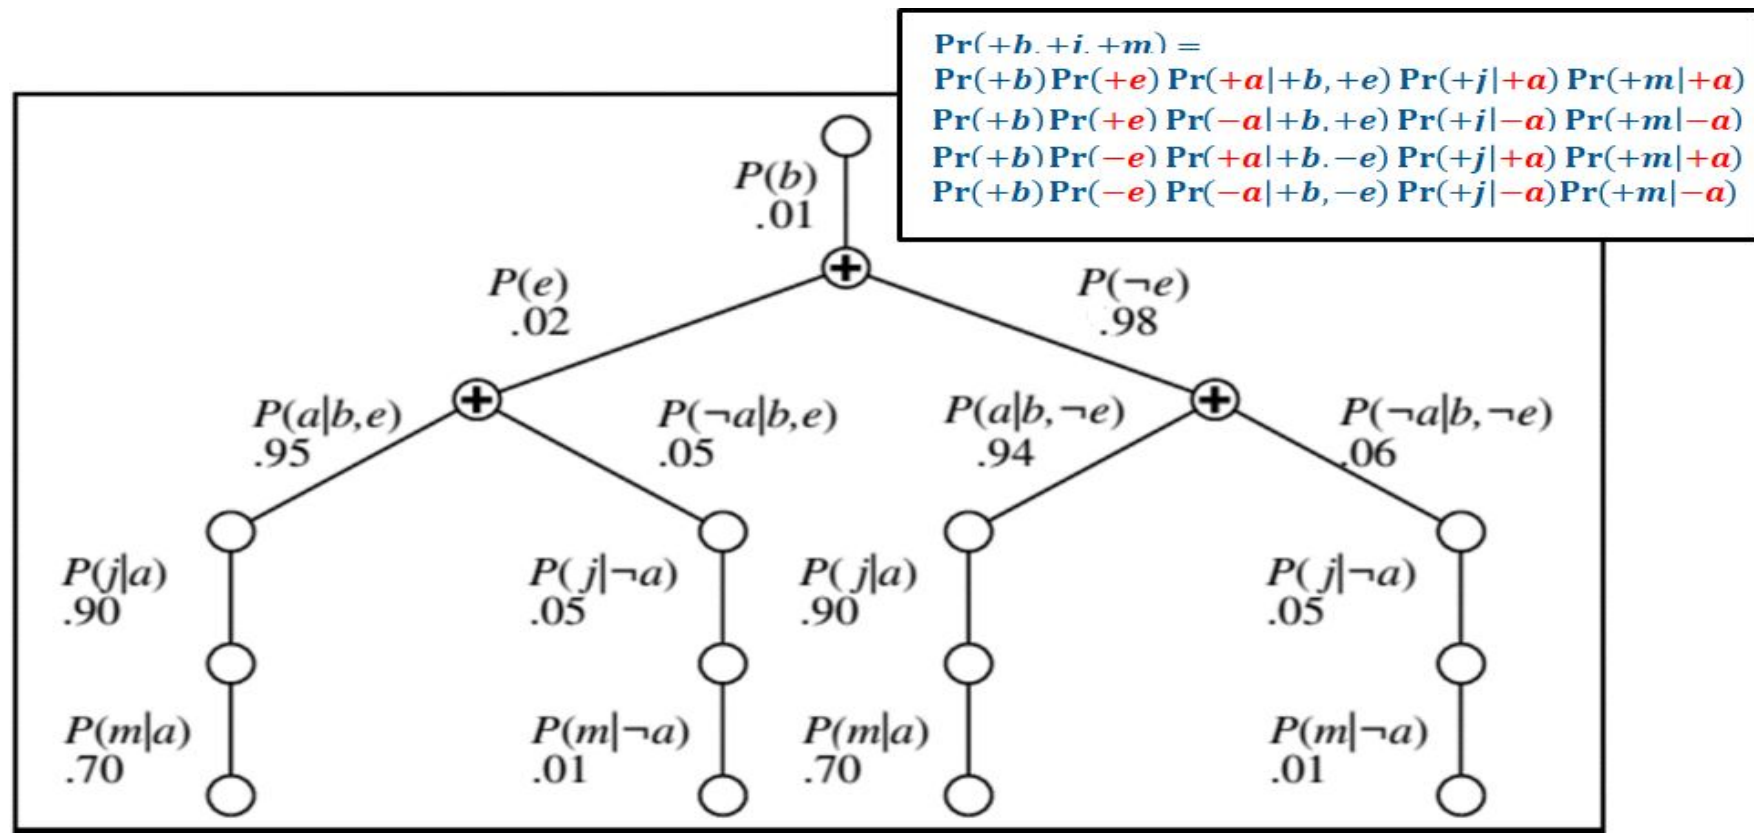 Pr(+b,+j,+m) =
Pr(+b)Pr(+e) Pr(+a|+b,+e) Pr(+j|+a) Pr(+m|+a)
Pr(+b)Pr(+e) Pr(−a|+b,+e) Pr(+j|−a) Pr(+m|−a)
Pr(+b)Pr(−e) Pr(+a|+b,−e) Pr(+j|+a) Pr(+m|+a)
Pr(+b)Pr(−e) Pr(−a|+b,−e) Pr(+j|−a)Pr(+m|−a)
P(b)
.01
+
P(e)
.02
P(¬e)
.98
+
+
P(a|b,e)
.95
P(¬a|b,e)
.05
P(a|b,¬e)
.94
P(¬a|b,¬e)
.06
P(j|a)
.90
P(j|¬a)
.05
P(j|a)
.90
P(j|¬a)
.05
P(m|a)
.70
P(m|¬a)
.01
P(m|a)
.70
P(m|¬a)
.01